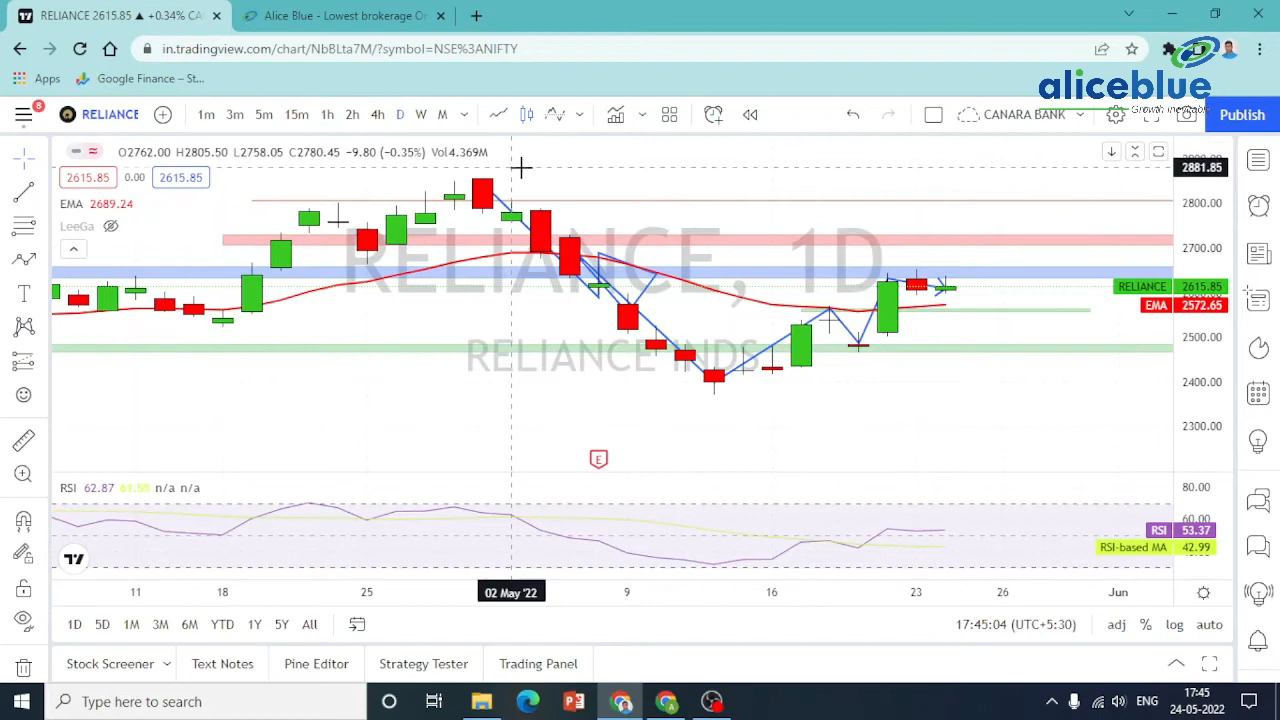 RELIANCE 2615.85 ▲ +0.34% CA
Alice Blue - Lowest brokerage On
in.tradingview.com/chart/NbBLta7M/?symbol=NSE%3ANIFTY
Apps
Google Finance – St...
aliceblue
8
RELIANCE
1m 3m 5m 15m 1h 2h 4h D W M
CANARA BANK
Publish
O2762.00 H2805.50 L2758.05 C2780.45 -9.80 (-0.35%) Vol4.369M
2615.85 0.00 2615.85
EMA 2689.24
LeeGa
RELIANCE, 1D
RELIANCE INDS
2881.85
2800.00
2700.00
RELIANCE 2615.85
EMA 2572.65
2500.00
2400.00
2300.00
E
RSI 62.87 n/a n/a
80.00
60.00
RSI 53.37
RSI-based MA 42.99
11 18 25 02 May '22 9 16 23 26 Jun
1D 5D 1M 3M 6M YTD 1Y 5Y All
17:45:04 (UTC+5:30)
adj % log auto
Stock Screener
Text Notes
Pine Editor
Strategy Tester
Trading Panel
Type here to search
ENG
17:45
24-05-2022